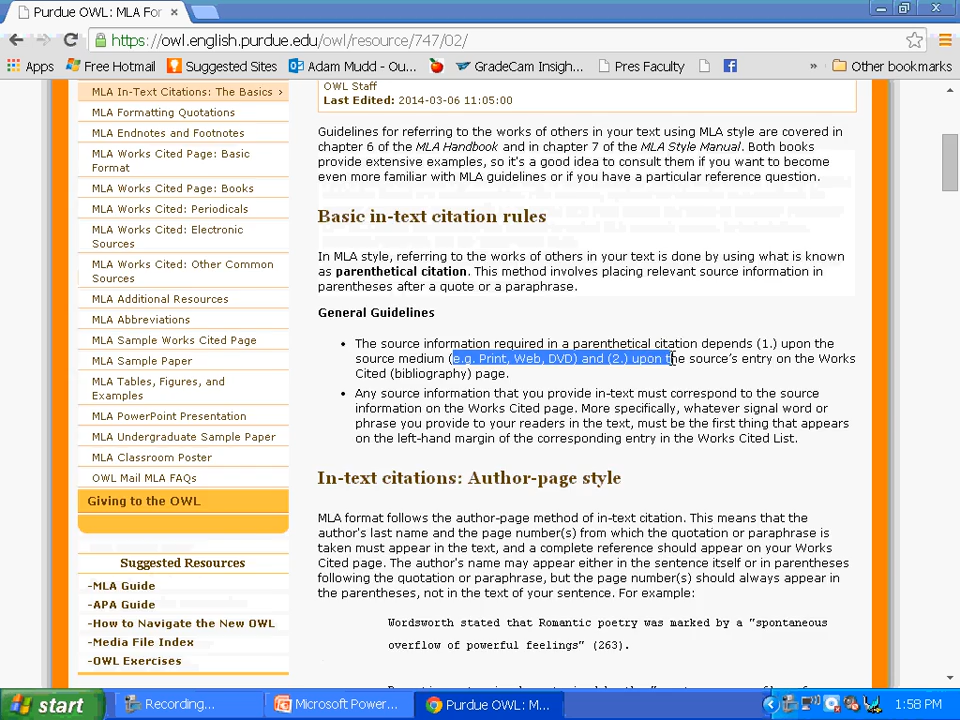 Purdue OWL: MLA For
https://owl.english.purdue.edu/owl/resource/747/02/
Apps Free Hotmail Suggested Sites Adam Mudd - Ou... GradeCam Insigh... Pres Faculty » Other bookmarks
MLA In-Text Citations: The Basics ›
MLA Formatting Quotations
MLA Endnotes and Footnotes
MLA Works Cited Page: Basic
Format
MLA Works Cited Page: Books
MLA Works Cited: Periodicals
MLA Works Cited: Electronic
Sources
MLA Works Cited: Other Common
Sources
MLA Additional Resources
MLA Abbreviations
MLA Sample Works Cited Page
MLA Sample Paper
MLA Tables, Figures, and
Examples
MLA PowerPoint Presentation
MLA Undergraduate Sample Paper
MLA Classroom Poster
OWL Mail MLA FAQs
Giving to the OWL
Suggested Resources
-MLA Guide
-APA Guide
-How to Navigate the New OWL
-Media File Index
-OWL Exercises
OWL Staff
Last Edited: 2014-03-06 11:05:00
Guidelines for referring to the works of others in your text using MLA style are covered in
chapter 6 of the MLA Handbook and in chapter 7 of the MLA Style Manual. Both books
provide extensive examples, so it's a good idea to consult them if you want to become
even more familiar with MLA guidelines or if you have a particular reference question.
Basic in-text citation rules
In MLA style, referring to the works of others in your text is done by using what is known
as parenthetical citation. This method involves placing relevant source information in
parentheses after a quote or a paraphrase.
General Guidelines
• The source information required in a parenthetical citation depends (1.) upon the
source medium (e.g. Print, Web, DVD) and (2.) upon the source's entry on the Works
Cited (bibliography) page.
• Any source information that you provide in-text must correspond to the source
information on the Works Cited page. More specifically, whatever signal word or
phrase you provide to your readers in the text, must be the first thing that appears
on the left-hand margin of the corresponding entry in the Works Cited List.
In-text citations: Author-page style
MLA format follows the author-page method of in-text citation. This means that the
author's last name and the page number(s) from which the quotation or paraphrase is
taken must appear in the text, and a complete reference should appear on your Works
Cited page. The author's name may appear either in the sentence itself or in parentheses
following the quotation or paraphrase, but the page number(s) should always appear in
the parentheses, not in the text of your sentence. For example:
Wordsworth stated that Romantic poetry was marked by a "spontaneous
overflow of powerful feelings" (263).
start Recording... Microsoft Power... Purdue OWL: M... 1:58 PM